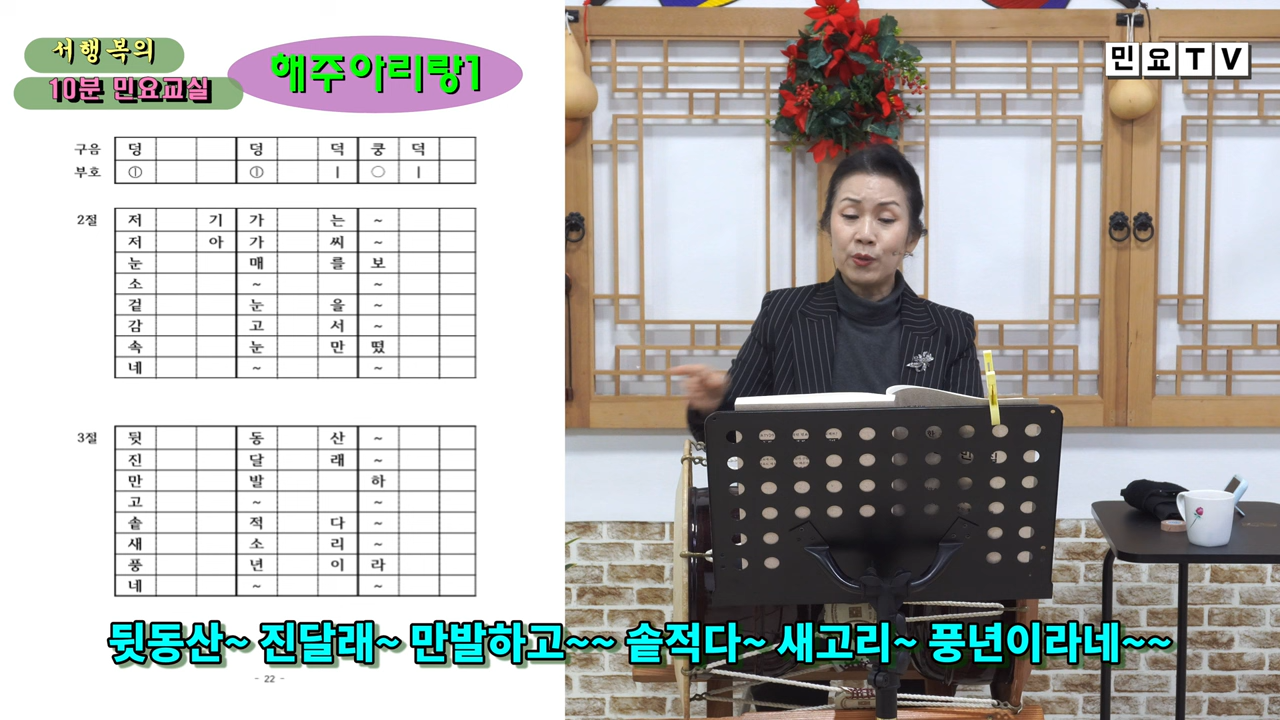 서행복의
10분 민요교실
해주아리랑1
민요TV
구음 덩 덩 덕 쿵 덕
부호 ⏀ ⏀ | ○ |
2절 저 기 가 는 ~
저 아 가 씨 ~
눈 매 를 보
소 ~ ~
겉 눈 을 ~
감 고 서 ~
속 눈 만 떴
네 ~ ~
3절 뒷 동 산 ~
진 달 래 ~
만 발 하
고 ~ ~
솥 적 다 ~
새 소 리 ~
풍 년 이 라
네 ~ ~
뒷동산~ 진달래~ 만발하고~~ 솥적다~ 새고리~ 풍년이라네~~
- 22 -